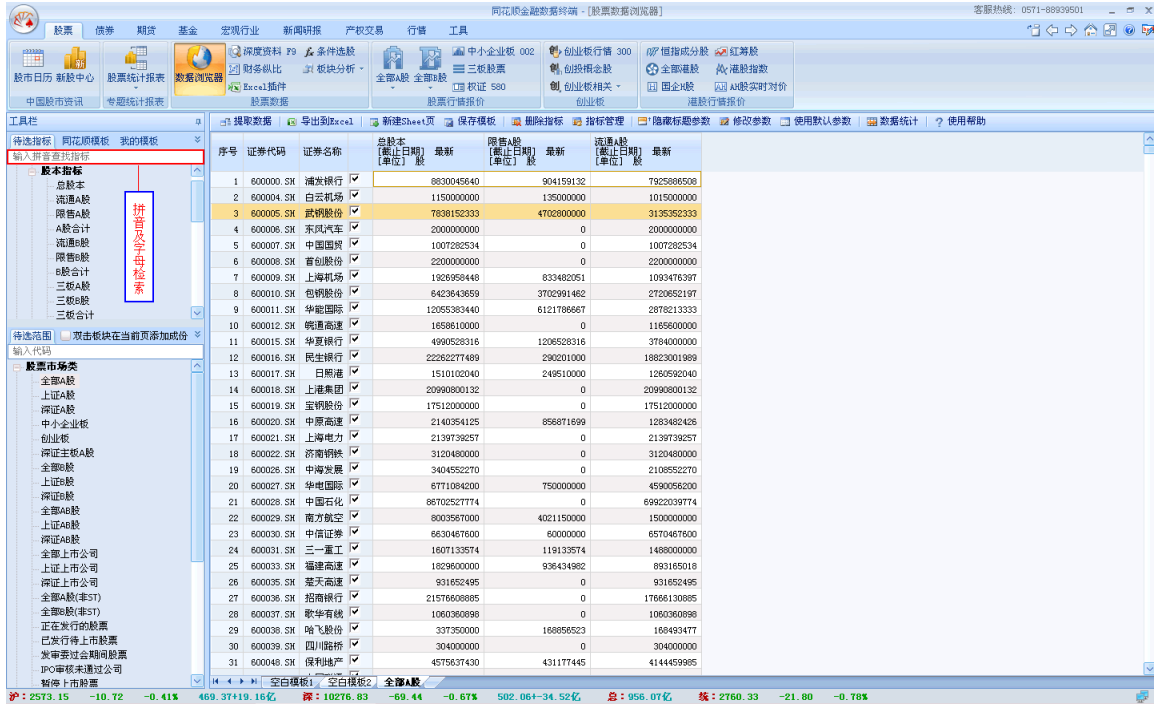 同花顺金融数据终端 - [股票数据浏览器]
客服热线: 0571-88939501
股票 债券 期货 基金 宏观行业 新闻研报 产权交易 行情 工具
股市日历 新股中心
中国股市资讯
股票统计报表
专题统计报表
数据浏览器
深度资料 F9 条件选股
财务纵比 板块分析
Excel插件
股票数据
全部A股 全部B股
中小企业板 002
三板股票
权证 580
股票行情报价
创业板行情 300
创投概念股
创业板相关
创业板
恒指成分股 红筹股
全部港股 港股指数
国企H股 AH股实时对价
港股行情报价
工具栏
提取数据 导出到Excel 新建Sheet页 保存模板 删除指标 指标管理 隐藏标题参数 修改参数 使用默认参数 数据统计 ? 使用帮助
待选指标 同花顺模板 我的模板
输入拼音查找指标
股本指标
总股本
流通A股
限售A股
A股合计
流通B股
限售B股
B股合计
三板A股
三板B股
三板合计
拼音及字母检索
待选范围 双击板块在当前页添加成份
输入代码
股票市场类
全部A股
上证A股
深证A股
中小企业板
创业板
深证主板A股
全部B股
上证B股
深证B股
全部AB股
上证AB股
深证AB股
全部上市公司
上证上市公司
深证上市公司
全部A股(非ST)
全部B股(非ST)
正在发行的股票
已发行待上市股票
发审委过会期间股票
IPO审核未通过公司
暂停上市股票
序号 证券代码 证券名称
总股本
[截止日期] 最新
[单位] 股
限售A股
[截止日期] 最新
[单位] 股
流通A股
[截止日期] 最新
[单位] 股
1 600000.SH 浦发银行 8830045640 904159132 7925886508
2 600004.SH 白云机场 1150000000 135000000 1015000000
3 600005.SH 武钢股份 7838152333 4702800000 3135352333
4 600006.SH 东风汽车 2000000000 0 2000000000
5 600007.SH 中国国贸 1007282534 0 1007282534
6 600008.SH 首创股份 2200000000 0 2200000000
7 600009.SH 上海机场 1926958448 833482051 1093476397
8 600010.SH 包钢股份 6423643659 3702991462 2720652197
9 600011.SH 华能国际 12055383440 6121786667 2878213333
10 600012.SH 皖通高速 1658610000 0 1165600000
11 600015.SH 华夏银行 4990528316 1206528316 3784000000
12 600016.SH 民生银行 22262277489 290201000 18823001989
13 600017.SH 日照港 1510102040 249510000 1260592040
14 600018.SH 上港集团 20990800132 0 20990800132
15 600019.SH 宝钢股份 17512000000 0 17512000000
16 600020.SH 中原高速 2140354125 856871699 1283482426
17 600021.SH 上海电力 2139739257 0 2139739257
18 600022.SH 济南钢铁 3120480000 0 3120480000
19 600026.SH 中海发展 3404552270 0 2108552270
20 600027.SH 华电国际 6771084200 750000000 4590056200
21 600028.SH 中国石化 86702527774 0 69922039774
22 600029.SH 南方航空 8003567000 4021150000 1500000000
23 600030.SH 中信证券 6630467600 60000000 6570467600
24 600031.SH 三一重工 1607133574 119133574 1488000000
25 600033.SH 福建高速 1829600000 936434982 893165018
26 600035.SH 楚天高速 931652495 0 931652495
27 600036.SH 招商银行 21576608885 0 17666130885
28 600037.SH 歌华有线 1060360898 0 1060360898
29 600038.SH 哈飞股份 337350000 168856523 168493477
30 600039.SH 四川路桥 304000000 0 304000000
31 600048.SH 保利地产 4575637430 431177445 4144459985
空白模板1 空白模板2 全部A股
沪:2573.15 -10.72 -0.41% 469.37+19.16亿 深:10276.83 -69.44 -0.67% 502.06+-34.52亿 总:956.07亿 统:2760.33 -21.80 -0.78%